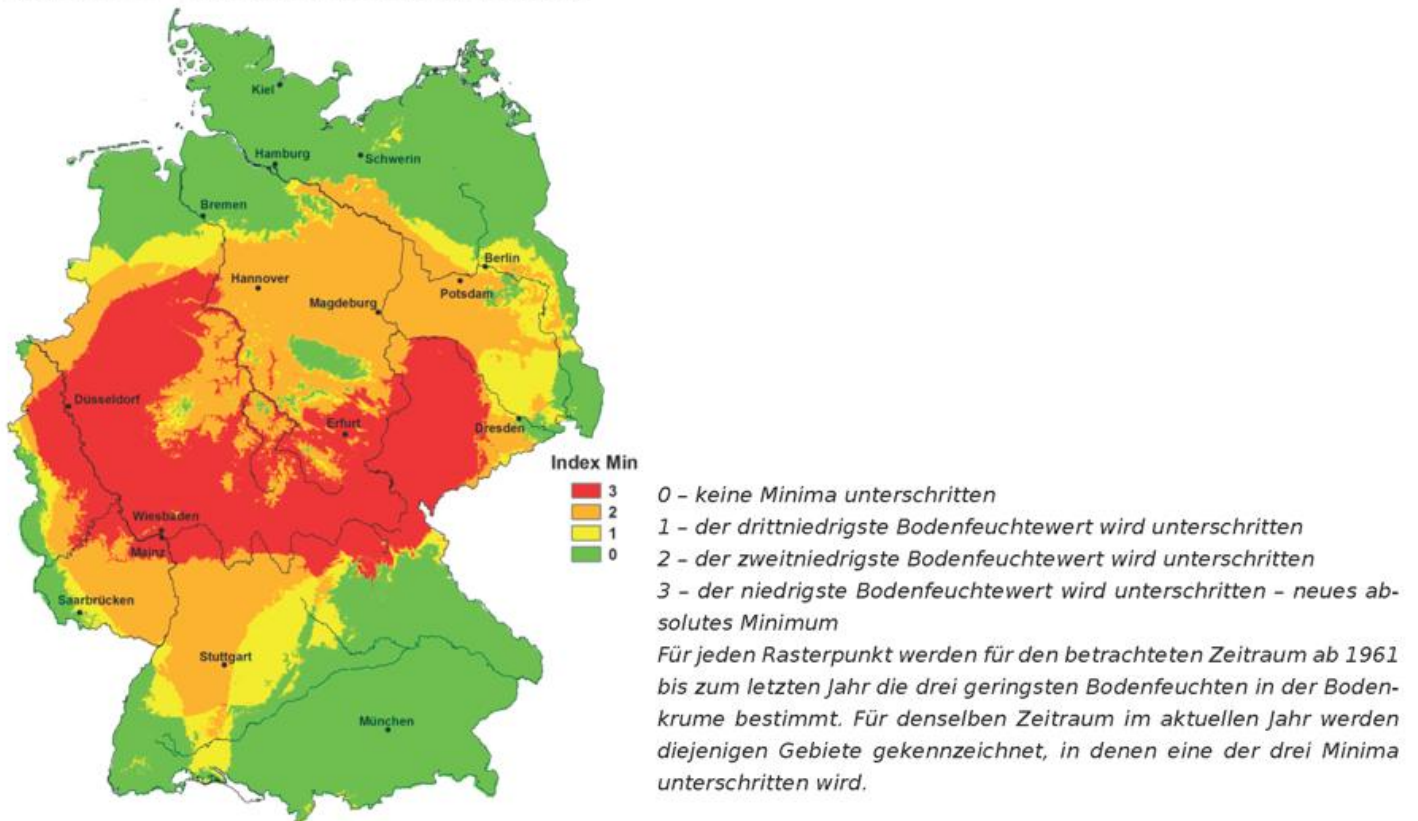 Kiel
Hamburg
Schwerin
Bremen
Berlin
Hannover
Potsdam
Magdeburg
Düsseldorf
Erfurt
Dresden
Index Min
3
2
1
0
Wiesbaden
Mainz
Saarbrücken
Stuttgart
München
0 – keine Minima unterschritten
1 – der drittniedrigste Bodenfeuchtewert wird unterschritten
2 – der zweitniedrigste Bodenfeuchtewert wird unterschritten
3 – der niedrigste Bodenfeuchtewert wird unterschritten – neues ab-
solutes Minimum
Für jeden Rasterpunkt werden für den betrachteten Zeitraum ab 1961
bis zum letzten Jahr die drei geringsten Bodenfeuchten in der Boden-
krume bestimmt. Für denselben Zeitraum im aktuellen Jahr werden
diejenigen Gebiete gekennzeichnet, in denen eine der drei Minima
unterschritten wird.